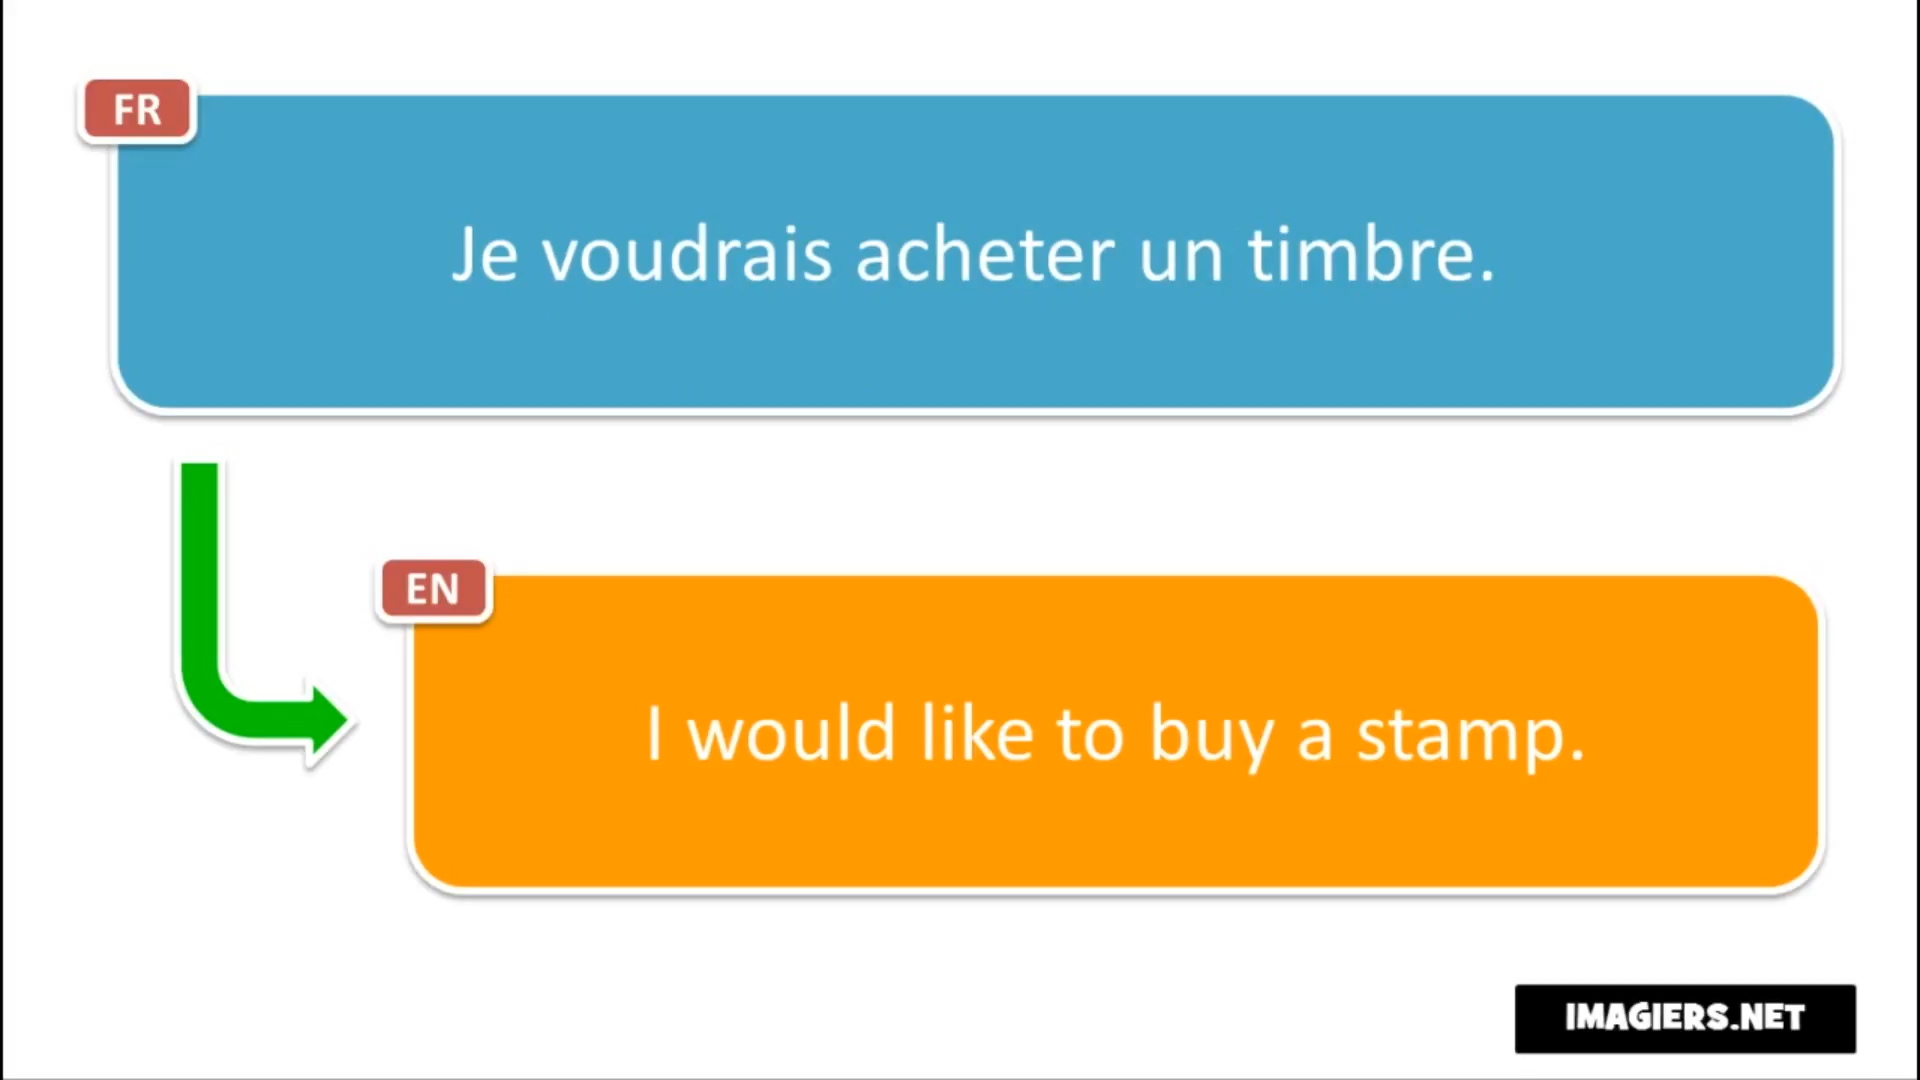 FR
Je voudrais acheter un timbre.
EN
I would like to buy a stamp.
IMAGIERS.NET